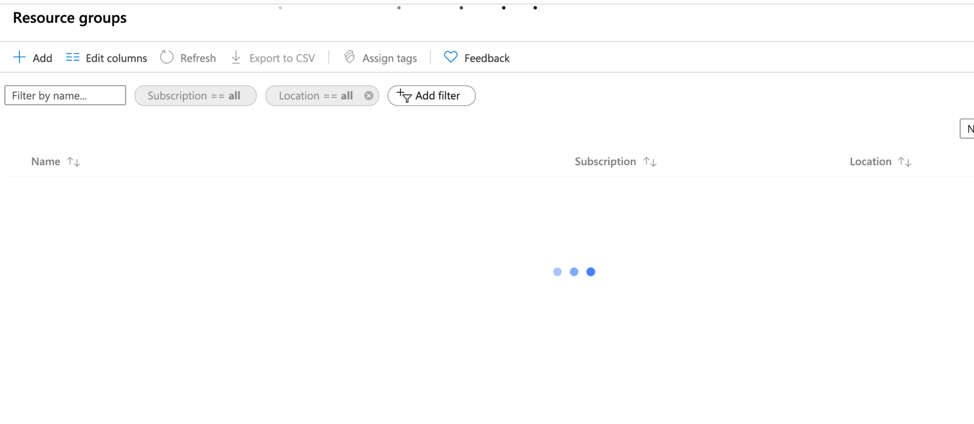 Resource groups
Add Edit columns Refresh Export to CSV Assign tags Feedback
Filter by name... Subscription == all Location == all Add filter
N
Name Subscription Location